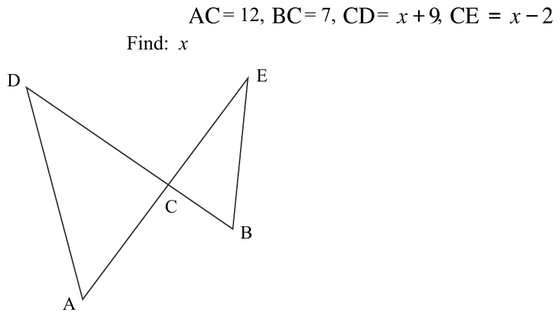 AC = 12, BC = 7, CD = x + 9, CE = x − 2
Find: x
D
E
C
B
A